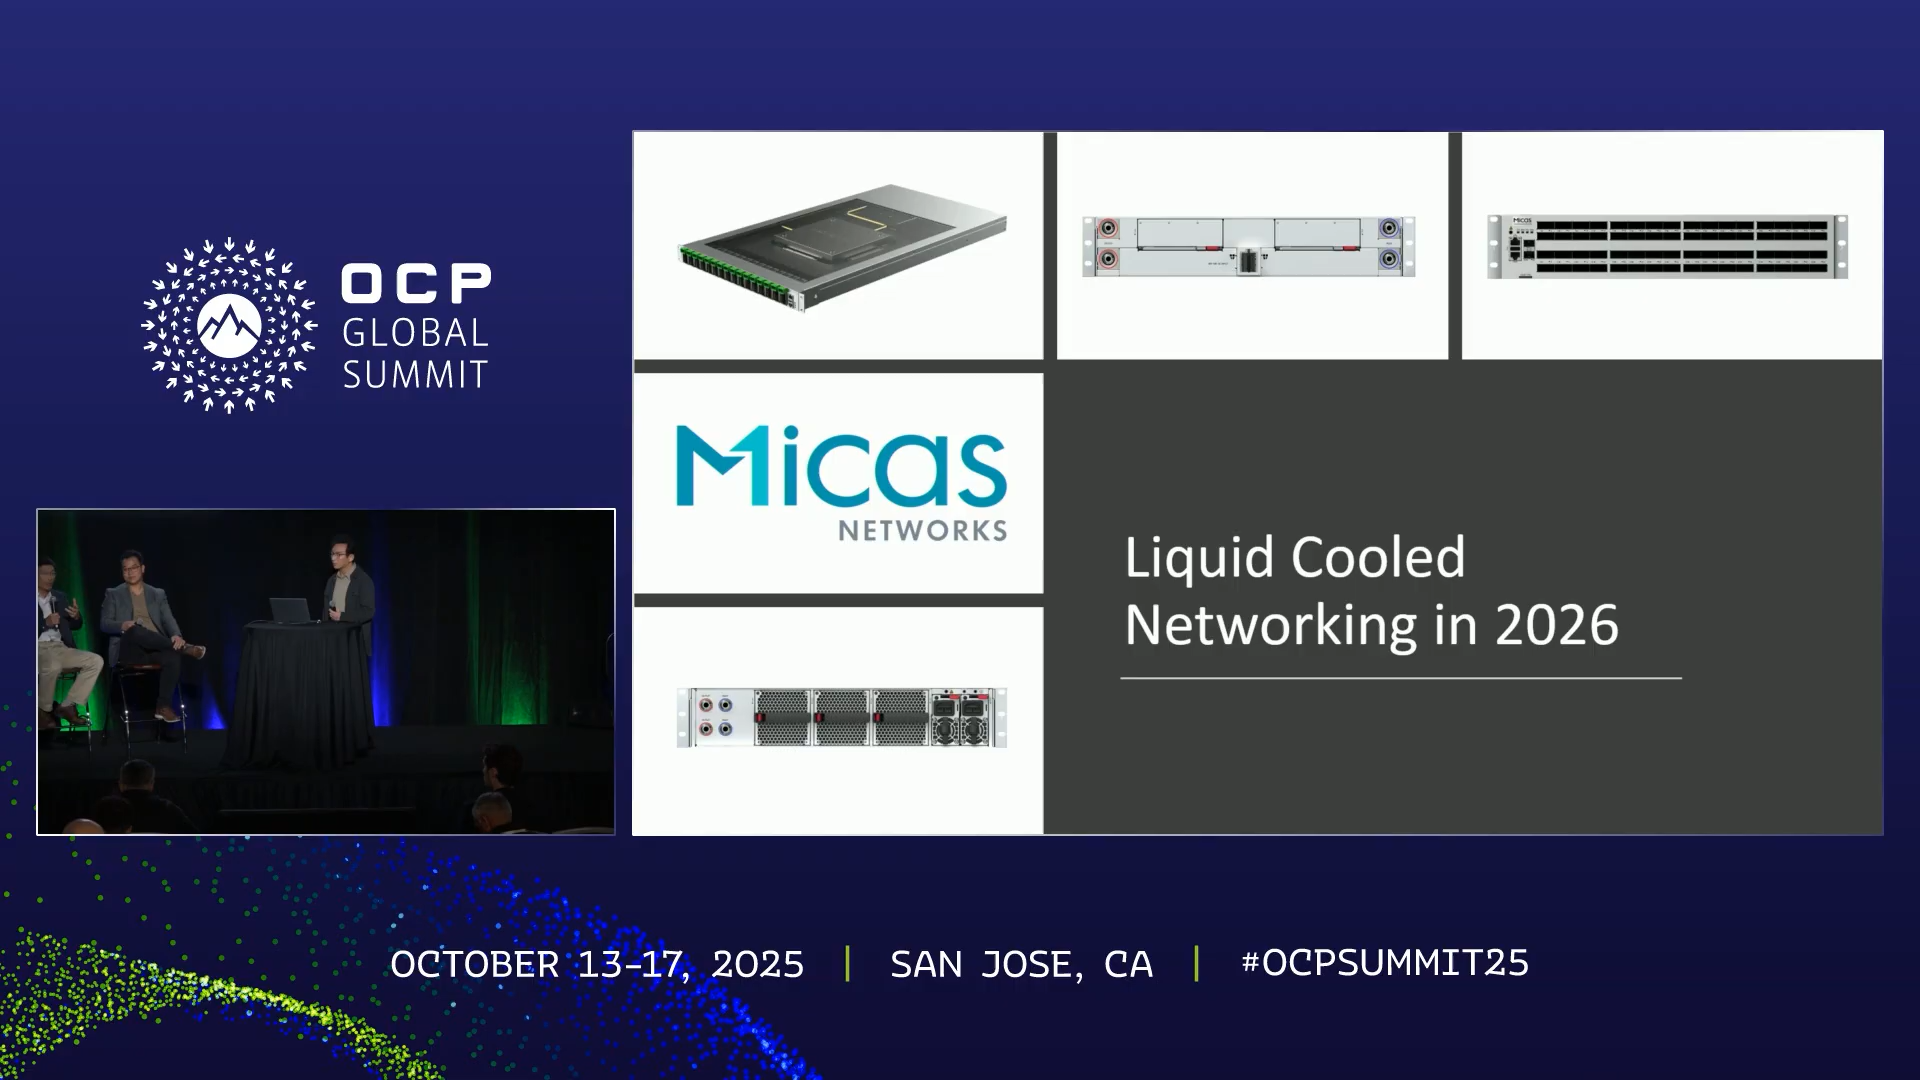 OCP
GLOBAL
SUMMIT
Micas
NETWORKS
Liquid Cooled
Networking in 2026
OCTOBER 13-17, 2025 | SAN JOSE, CA | #OCPSUMMIT25